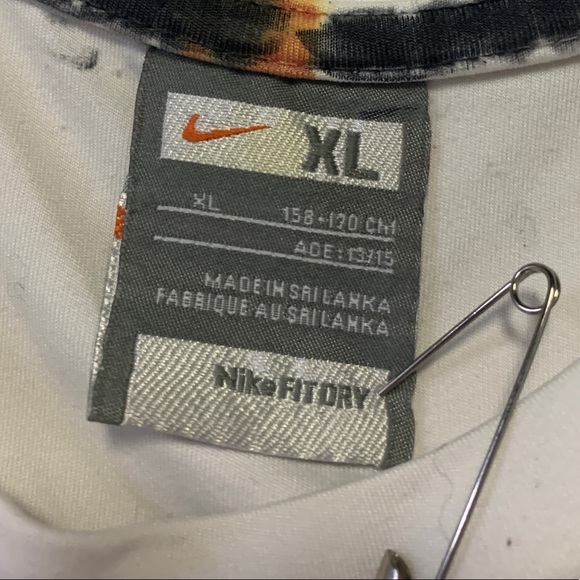 XL
XL 158-170 CM
AGE: 13/15
MADE IN SRI LANKA
FABRIQUE AU SRI LANKA
Nike FIT DRY